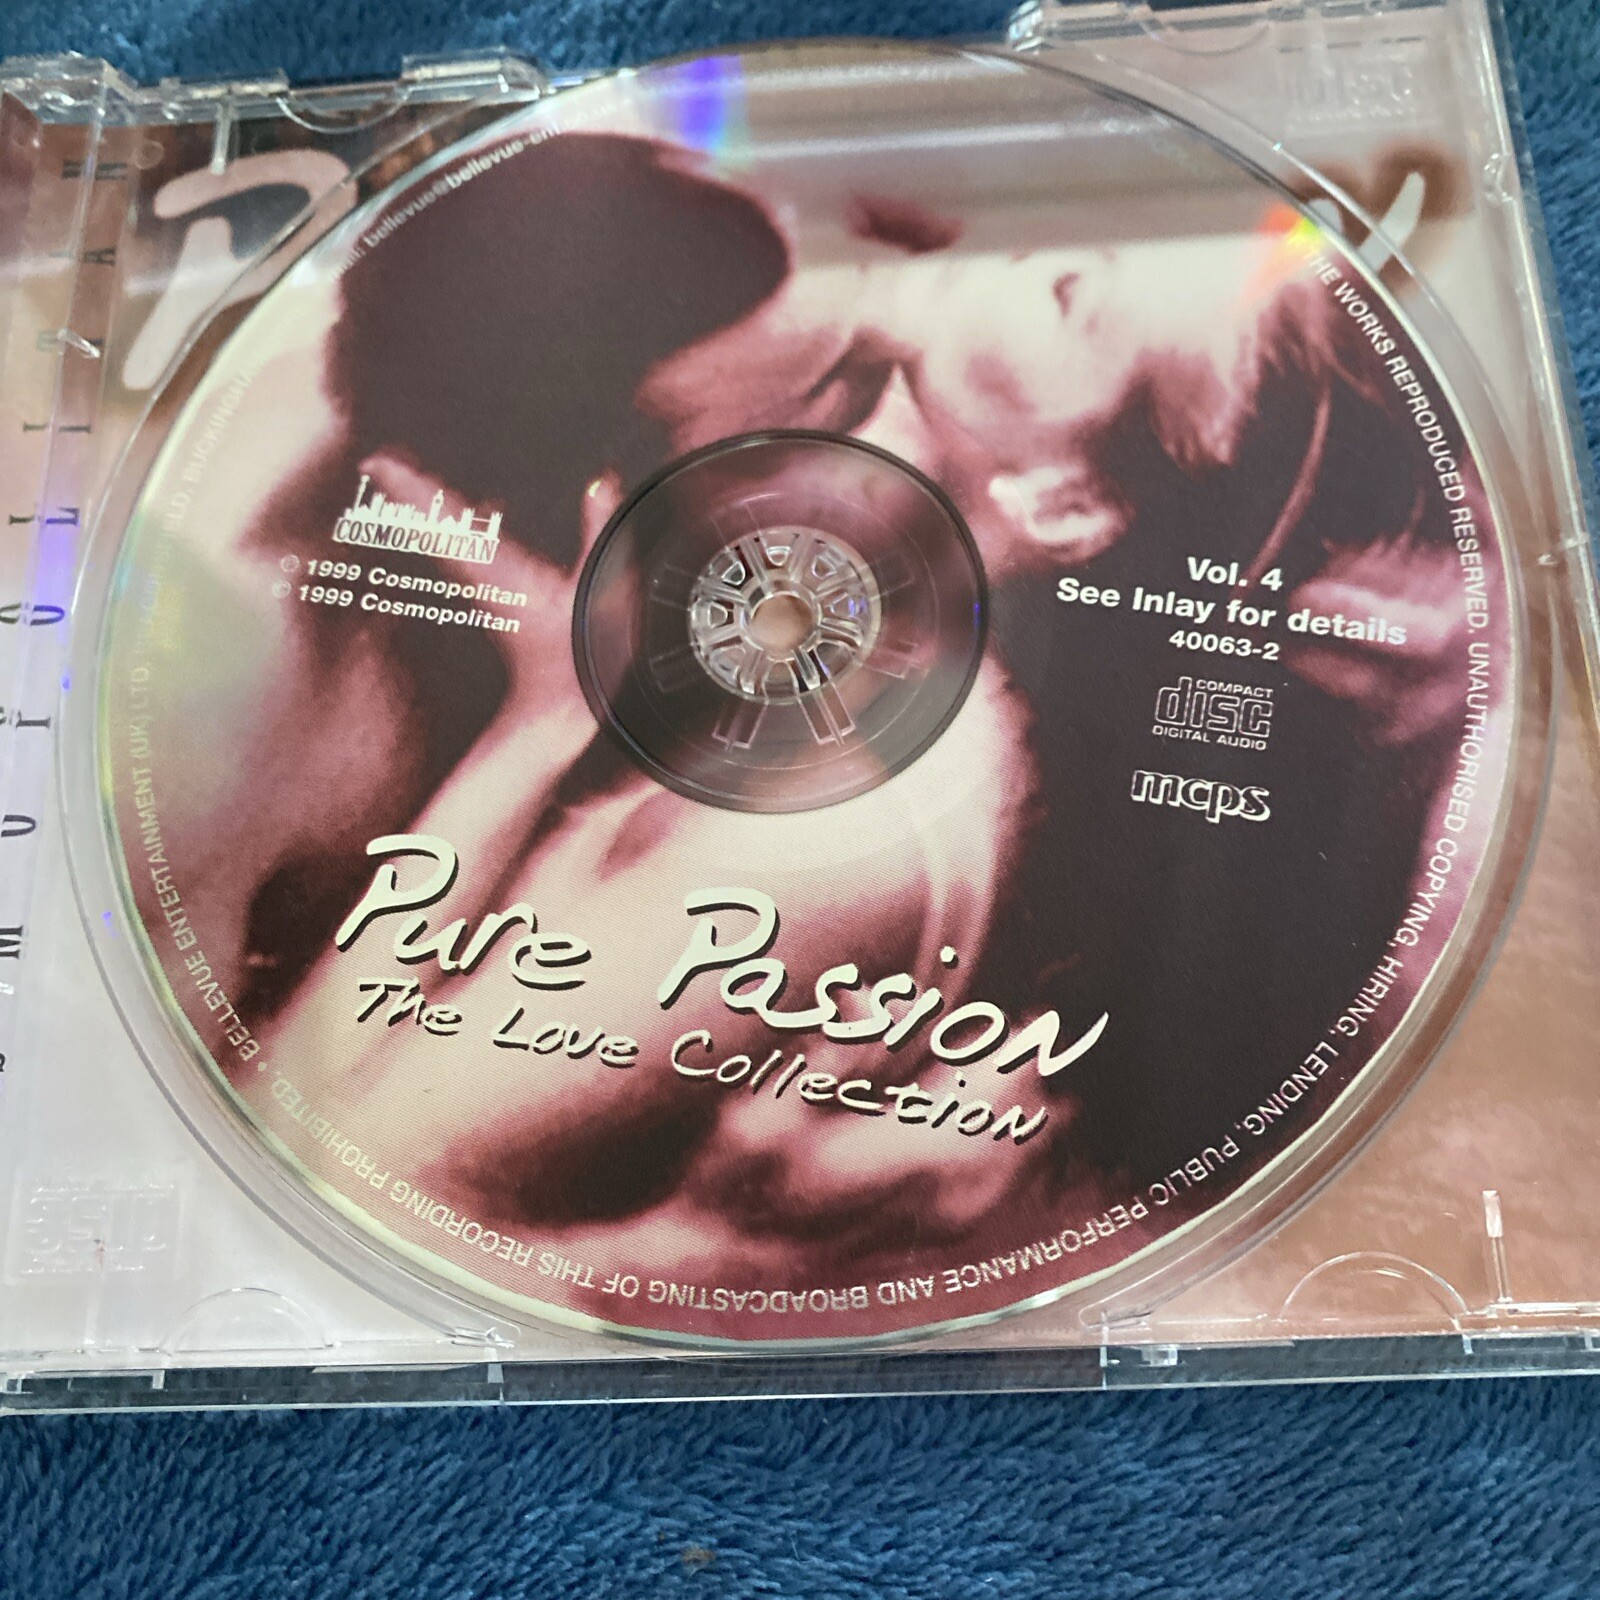 COSMOPOLITAN
℗ 1999 Cosmopolitan
© 1999 Cosmopolitan
Vol. 4
See Inlay for details
40063-2
COMPACT
disc
DIGITAL AUDIO
mcps
Pure Passion
The Love Collection
THE WORKS REPRODUCED RESERVED. UNAUTHORISED COPYING, HIRING, LENDING, PUBLIC PERFORMANCE AND BROADCASTING OF THIS RECORDING PROHIBITED. • BELLEVUE ENTERTAINMENT (UK) LTD,